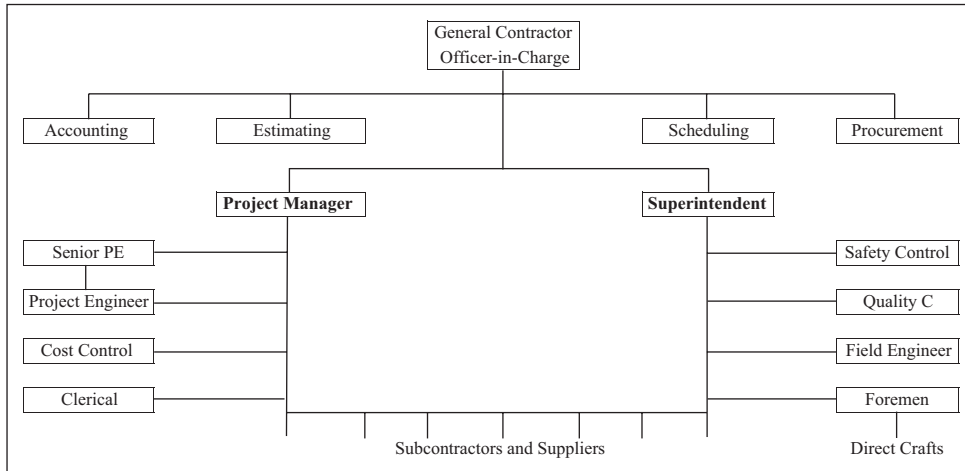 General Contractor
Officer-in-Charge
Accounting
Estimating
Scheduling
Procurement
Project Manager
Superintendent
Senior PE
Safety Control
Project Engineer
Quality C
Cost Control
Field Engineer
Clerical
Foremen
Subcontractors and Suppliers
Direct Crafts